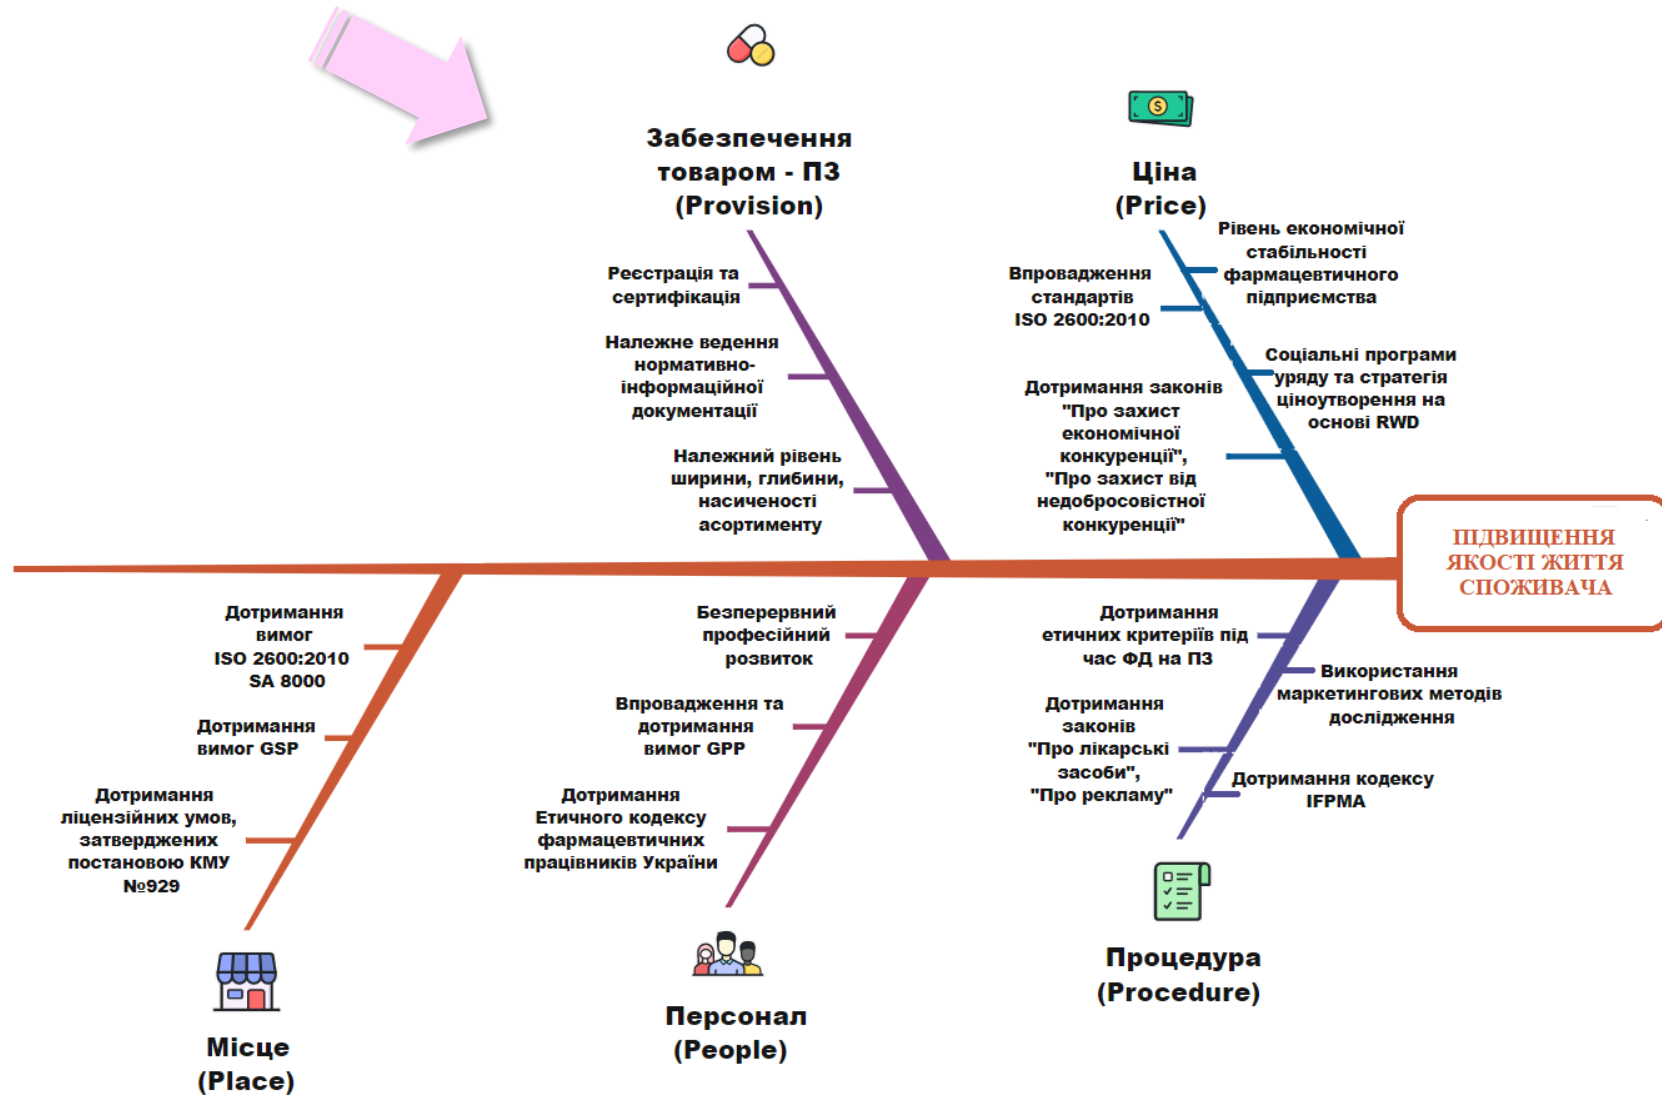 Забезпечення
товаром - ПЗ
(Provision)
Реєстрація та
сертифікація
Належне ведення
нормативно-
інформаційної
документації
Належний рівень
ширини, глибини,
насиченості
асортименту
Ціна
(Price)
Впровадження
стандартів
ISO 2600:2010
Дотримання законів
"Про захист
економічної
конкуренції",
"Про захист від
недобросовістної
конкуренції"
Рівень економічної
стабільності
фармацевтичного
підприємства
Соціальні програми
уряду та стратегія
ціноутворення на
основі RWD
ПІДВИЩЕННЯ
ЯКОСТІ ЖИТТЯ
СПОЖИВАЧА
Дотримання
вимог
ISO 2600:2010
SA 8000
Дотримання
вимог GSP
Дотримання
ліцензійних умов,
затверджених
постановою КМУ
№929
Місце
(Place)
Безперервний
професійний
розвиток
Впровадження та
дотримання
вимог GPP
Дотримання
Етичного кодексу
фармацевтичних
працівників України
Персонал
(People)
Дотримання
етичних критеріїв під
час ФД на ПЗ
Дотримання
законів
"Про лікарські
засоби",
"Про рекламу"
Використання
маркетингових методів
дослідження
Дотримання кодексу
IFPMA
Процедура
(Procedure)